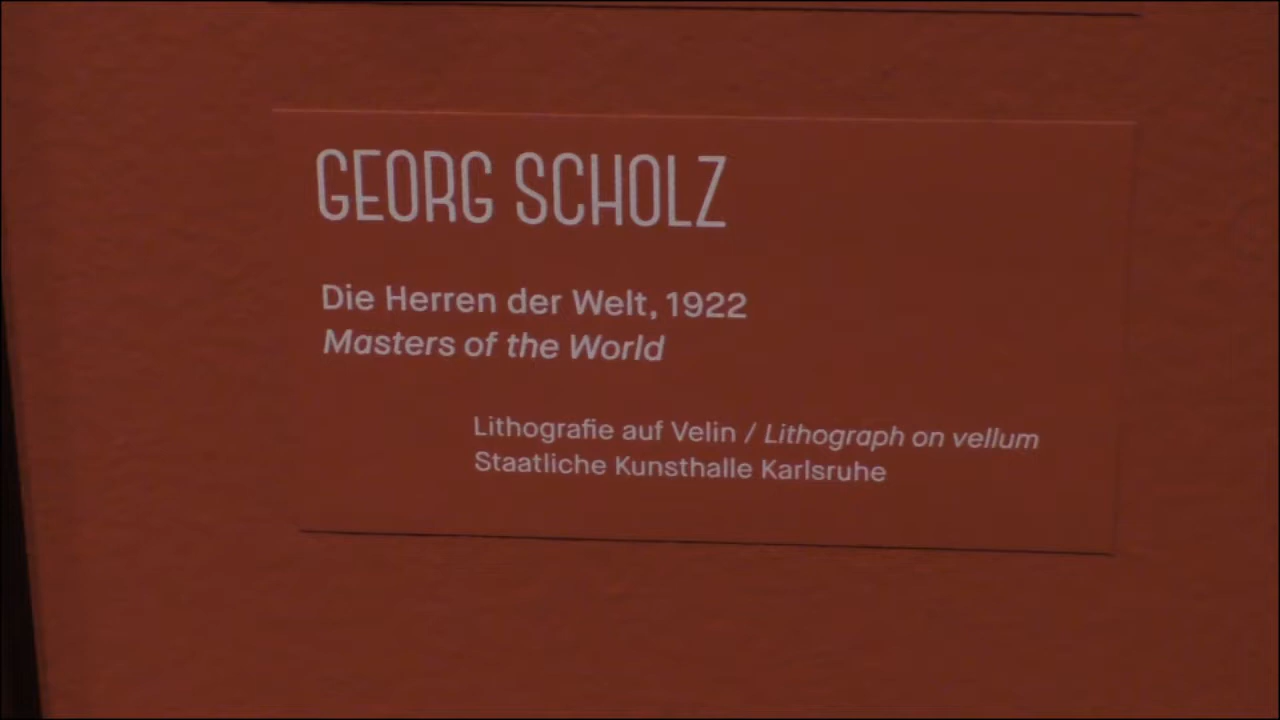 GEORG SCHOLZ
Die Herren der Welt, 1922
Masters of the World
Lithografie auf Velin / Lithograph on vellum
Staatliche Kunsthalle Karlsruhe